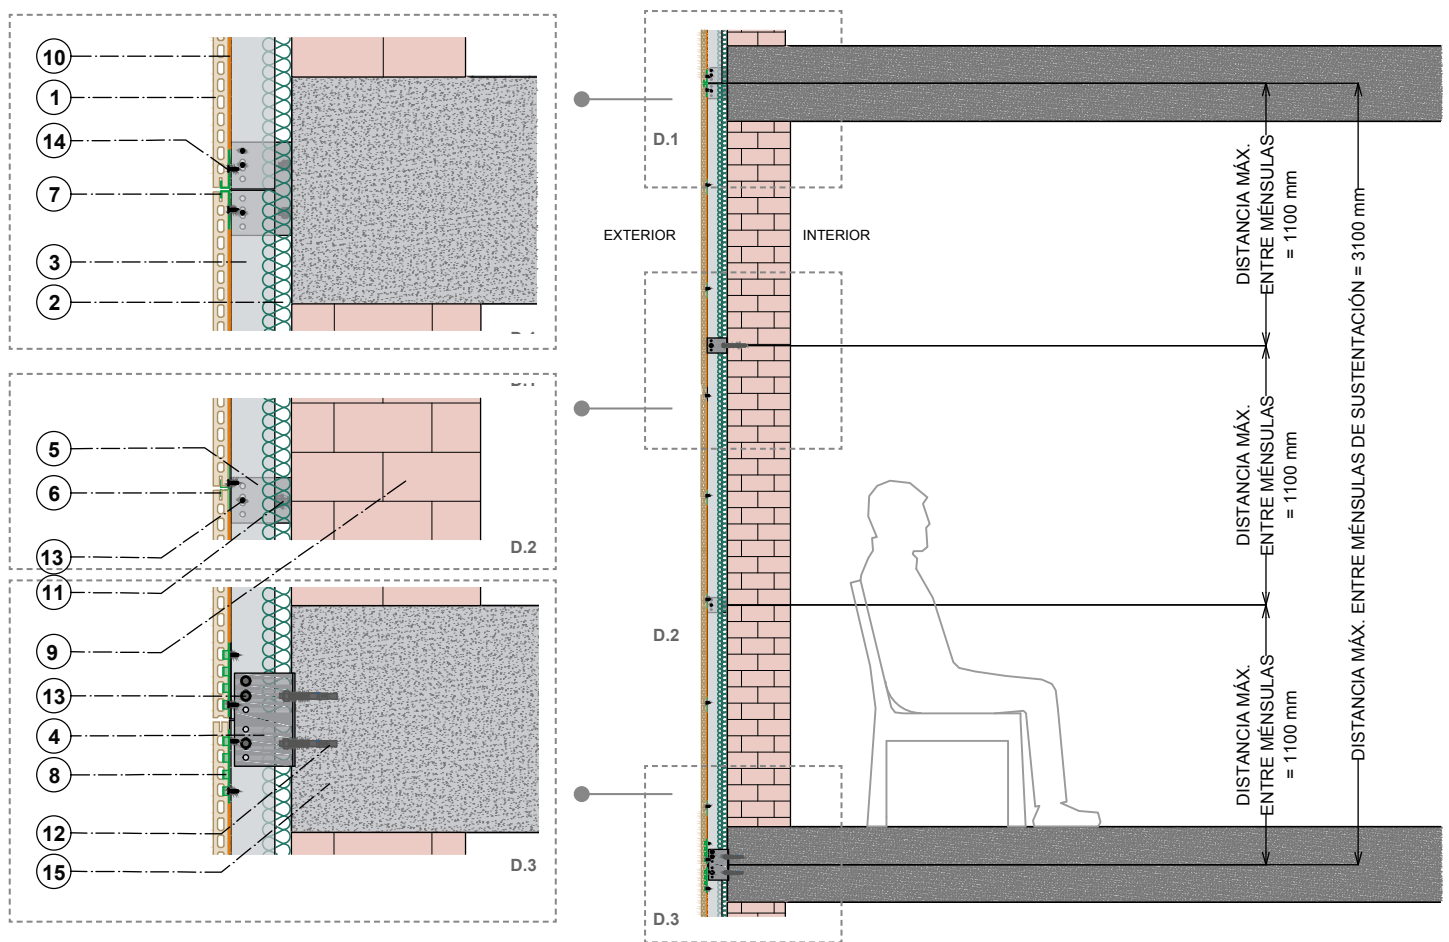 10
1
14
7
3
2
5
6
13
D.2
11
9
13
4
8
12
15
D.3
D.1
EXTERIOR
INTERIOR
D.2
D.3
DISTANCIA MÁX.
ENTRE MÉNSULAS
= 1100 mm
DISTANCIA MÁX.
ENTRE MÉNSULAS
= 1100 mm
DISTANCIA MÁX.
ENTRE MÉNSULAS
= 1100 mm
DISTANCIA MÁX. ENTRE MÉNSULAS DE SUSTENTACIÓN = 3100 mm